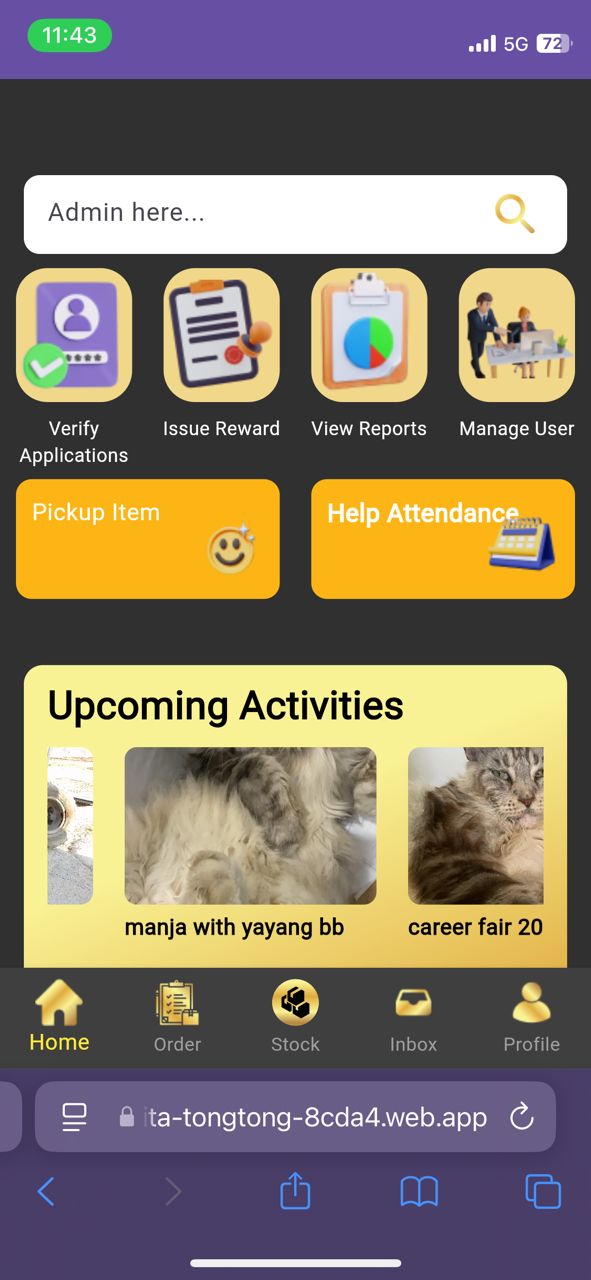 11:43
5G
72
Admin here...
Verify
Applications
Issue Reward
View Reports
Manage User
Pickup Item
Help Attendance
Upcoming Activities
manja with yayang bb
career fair 20
Home
Order
Stock
Inbox
Profile
ita-tongtong-8cda4.web.app